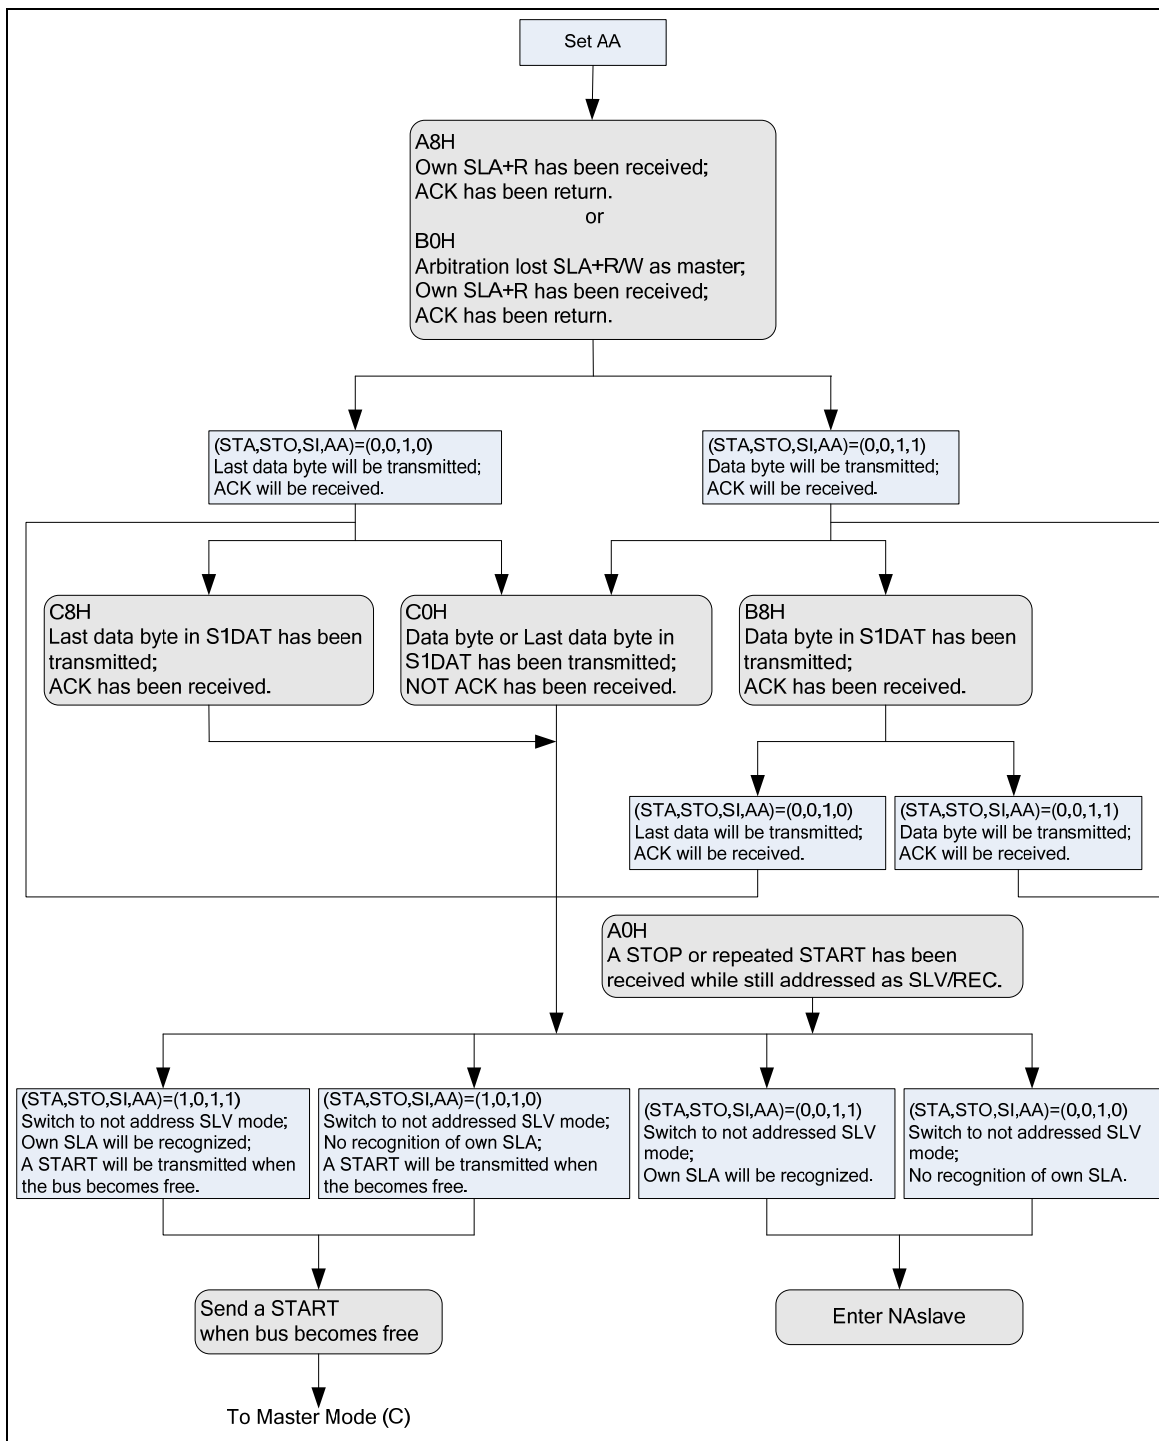 Set AA
A8H
Own SLA+R has been received;
ACK has been return.
or
B0H
Arbitration lost SLA+R/W as master;
Own SLA+R has been received;
ACK has been return.
(STA,STO,SI,AA)=(0,0,1,0)
Last data byte will be transmitted;
ACK will be received.
(STA,STO,SI,AA)=(0,0,1,1)
Data byte will be transmitted;
ACK will be received.
C8H
Last data byte in S1DAT has been
transmitted;
ACK has been received.
C0H
Data byte or Last data byte in
S1DAT has been transmitted;
NOT ACK has been received.
B8H
Data byte in S1DAT has been
transmitted;
ACK has been received.
(STA,STO,SI,AA)=(0,0,1,0)
Last data will be transmitted;
ACK will be received.
(STA,STO,SI,AA)=(0,0,1,1)
Data byte will be transmitted;
ACK will be received.
A0H
A STOP or repeated START has been
received while still addressed as SLV/REC.
(STA,STO,SI,AA)=(1,0,1,1)
Switch to not address SLV mode;
Own SLA will be recognized;
A START will be transmitted when
the bus becomes free.
(STA,STO,SI,AA)=(1,0,1,0)
Switch to not addressed SLV mode;
No recognition of own SLA;
A START will be transmitted when
the becomes free.
(STA,STO,SI,AA)=(0,0,1,1)
Switch to not addressed SLV
mode;
Own SLA will be recognized.
(STA,STO,SI,AA)=(0,0,1,0)
Switch to not addressed SLV
mode;
No recognition of own SLA.
Send a START
when bus becomes free
Enter NAslave
To Master Mode (C)